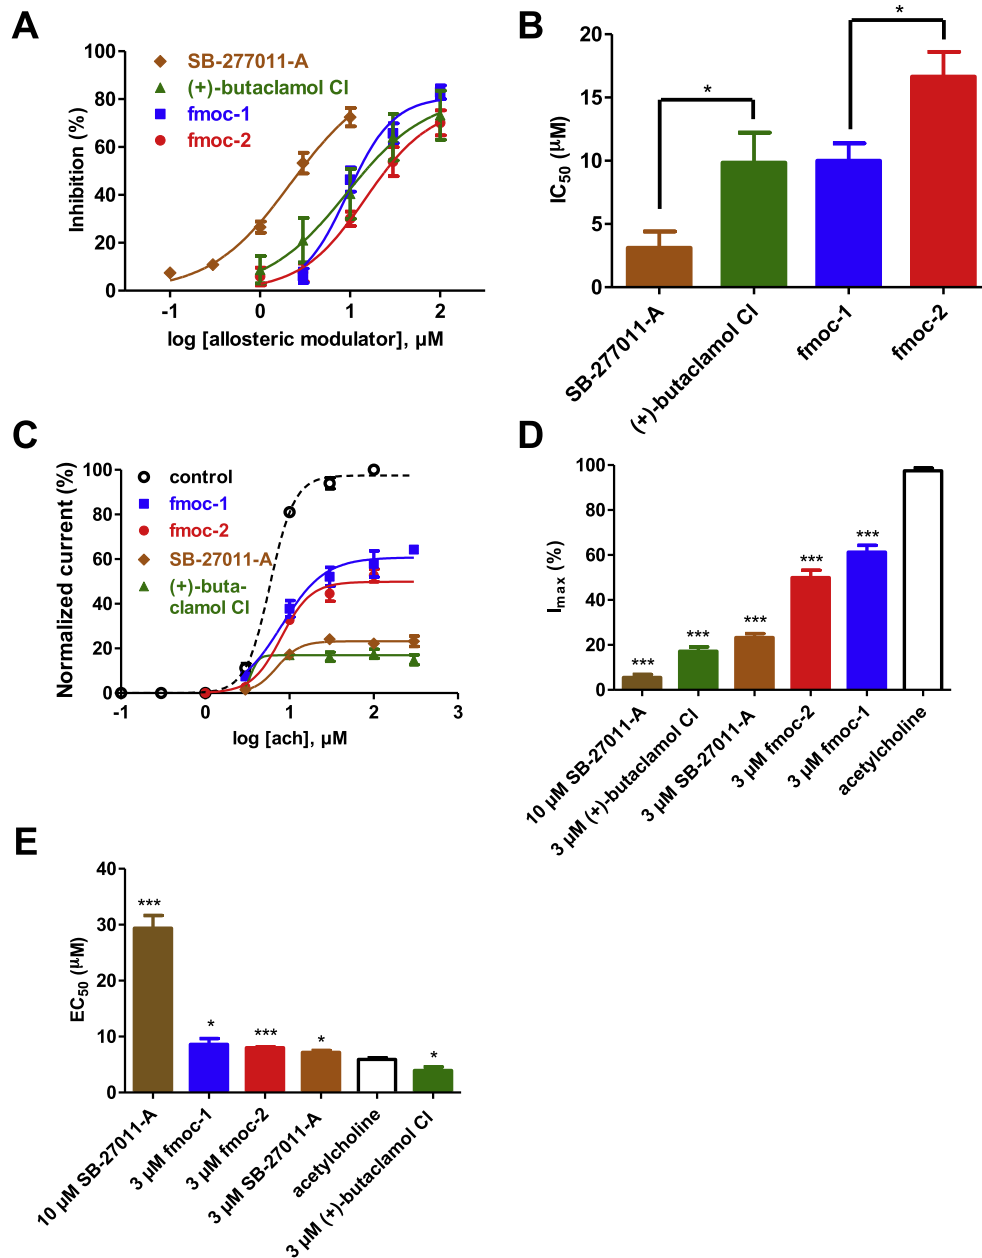 A
Inhibition (%)
100
80
60
40
20
0
SB-277011-A
(+)-butaclamol Cl
fmoc-1
fmoc-2
-1
0
1
2
log [allosteric modulator], µM
B
IC50 (µM)
20
15
10
5
0
*
*
SB-277011-A
(+)-butaclamol Cl
fmoc-1
fmoc-2
C
Normalized current (%)
100
80
60
40
20
0
control
fmoc-1
fmoc-2
SB-27011-A
(+)-buta-
clamol Cl
-1
0
1
2
3
log [ach], µM
D
Imax (%)
100
80
60
40
20
0
***
***
***
***
***
10 µM SB-27011-A
3 µM (+)-butaclamol Cl
3 µM SB-27011-A
3 µM fmoc-2
3 µM fmoc-1
acetylcholine
E
EC50 (µM)
40
30
20
10
0
***
*
***
*
*
10 µM SB-27011-A
3 µM fmoc-1
3 µM fmoc-2
3 µM SB-27011-A
acetylcholine
3 µM (+)-butaclamol Cl